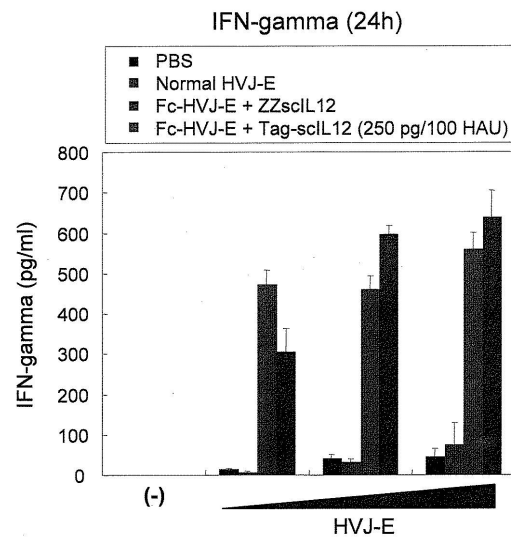 IFN-gamma (24h)
PBS
Normal HVJ-E
Fc-HVJ-E + ZZscIL12
Fc-HVJ-E + Tag-scIL12 (250 pg/100 HAU)
IFN-gamma (pg/ml)
800
700
600
500
400
300
200
100
0
(-)
HVJ-E